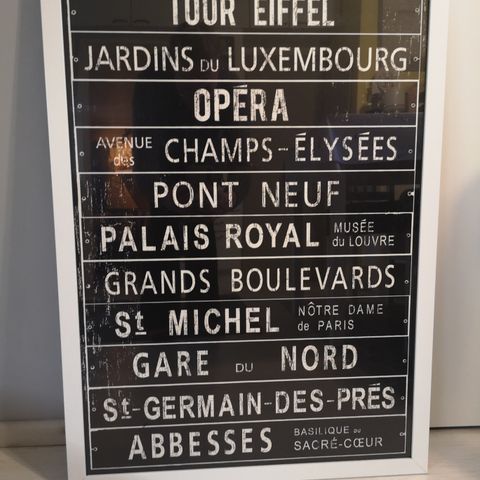 TOUR EIFFEL
JARDINS DU LUXEMBOURG
OPÉRA
AVENUE des CHAMPS-ÉLYSÉES
PONT NEUF
PALAIS ROYAL MUSÉE du LOUVRE
GRANDS BOULEVARDS
St MICHEL NÔTRE DAME de PARIS
GARE DU NORD
St-GERMAIN-DES-PRÉS
ABBESSES BASILIQUE DU SACRÉ-CŒUR